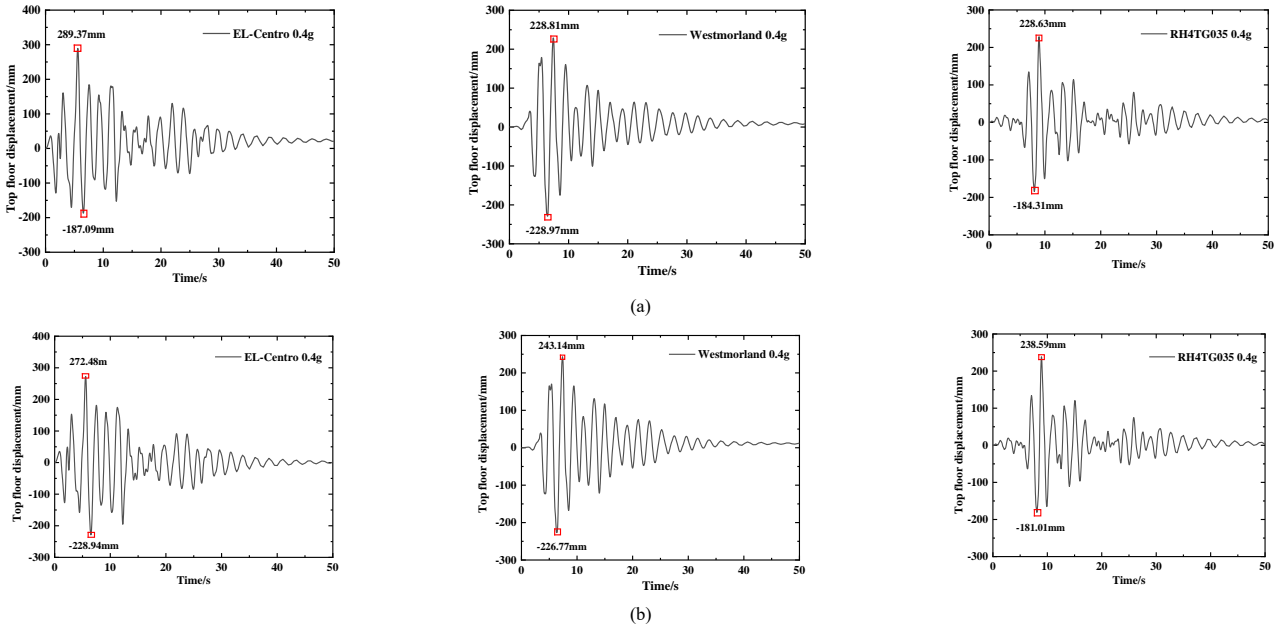 289.37mm
EL-Centro 0.4g
Top floor displacement/mm
400
300
200
100
0
-100
-200
-300
-400
-187.09mm
0 10 20 30 40 50
Time/s
228.81mm
Westmorland 0.4g
Top floor displacement/mm
300
200
100
0
-100
-200
-300
-228.97mm
0 10 20 30 40 50
Time/s
228.63mm
RH4TG035 0.4g
Top floor displacement/mm
300
200
100
0
-100
-200
-300
-184.31mm
0 10 20 30 40 50
Time/s
(a)
272.48m
EL-Centro 0.4g
Top floor displacement/mm
400
300
200
100
0
-100
-200
-300
-228.94mm
0 10 20 30 40 50
Time/s
243.14mm
Westmorland 0.4g
Top floor displacement/mm
300
200
100
0
-100
-200
-300
-226.77mm
0 10 20 30 40 50
Time/s
238.59mm
RH4TG035 0.4g
Top floor displacement/mm
300
200
100
0
-100
-200
-300
-181.01mm
0 10 20 30 40 50
Time/s
(b)